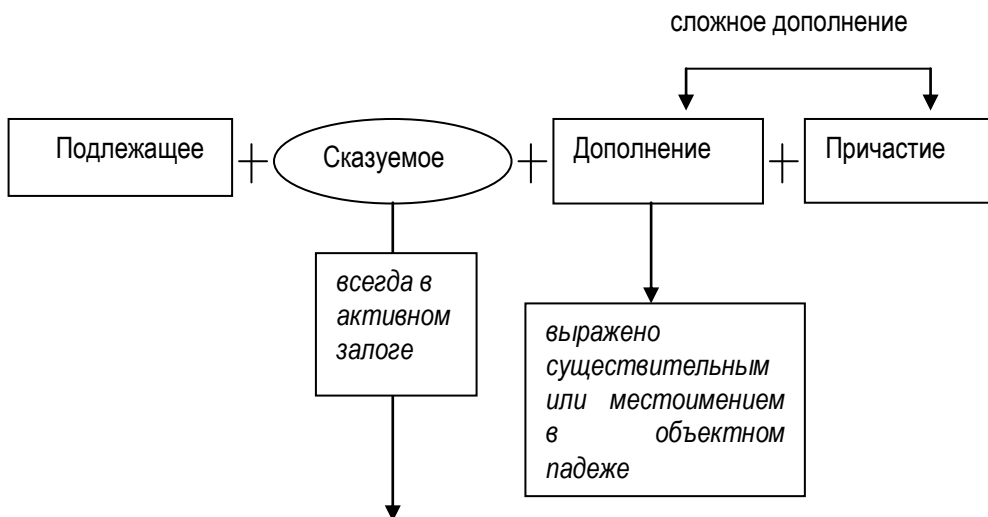 сложное дополнение
Подлежащее + Сказуемое + Дополнение + Причастие
всегда в
активном
залоге
выражено
существительным
или местоимением
в объектном
падеже